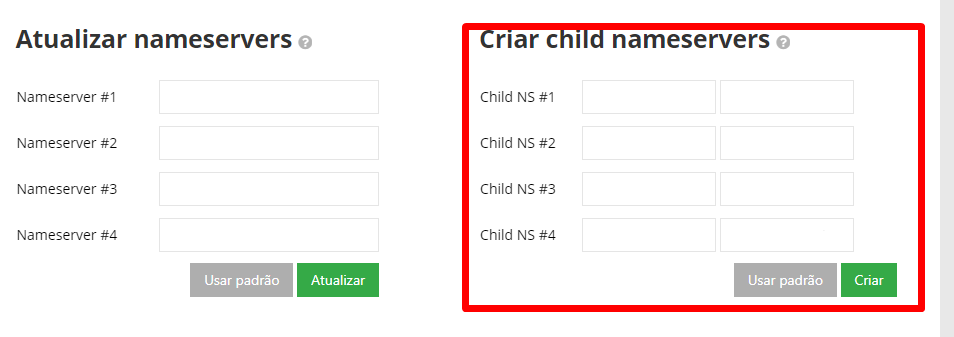 Atualizar nameservers ?
Nameserver #1
Nameserver #2
Nameserver #3
Nameserver #4
Usar padrão Atualizar
Criar child nameservers ?
Child NS #1
Child NS #2
Child NS #3
Child NS #4
Usar padrão Criar